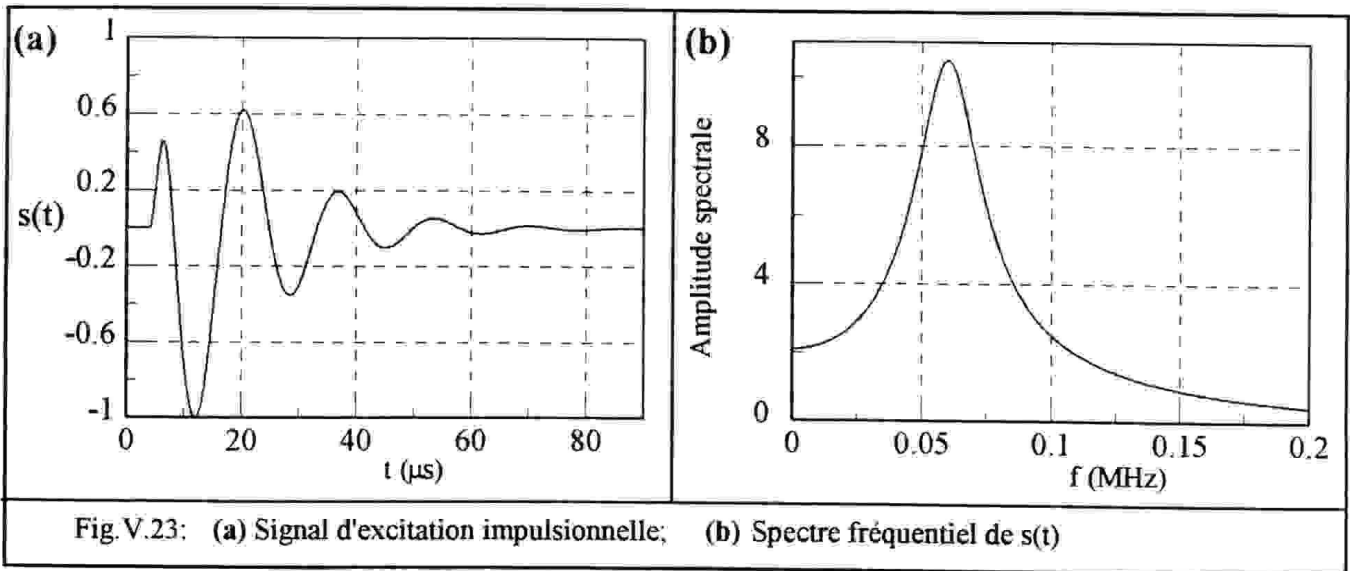 (a)
1
0.6
0.2
s(t)
-0.2
-0.6
-1
0 20 40 60 80
t (µs)
(b)
Amplitude spectrale
8
4
0
0 0.05 0.1 0.15 0.2
f (MHz)
Fig.V.23: (a) Signal d'excitation impulsionnelle; (b) Spectre fréquentiel de s(t)